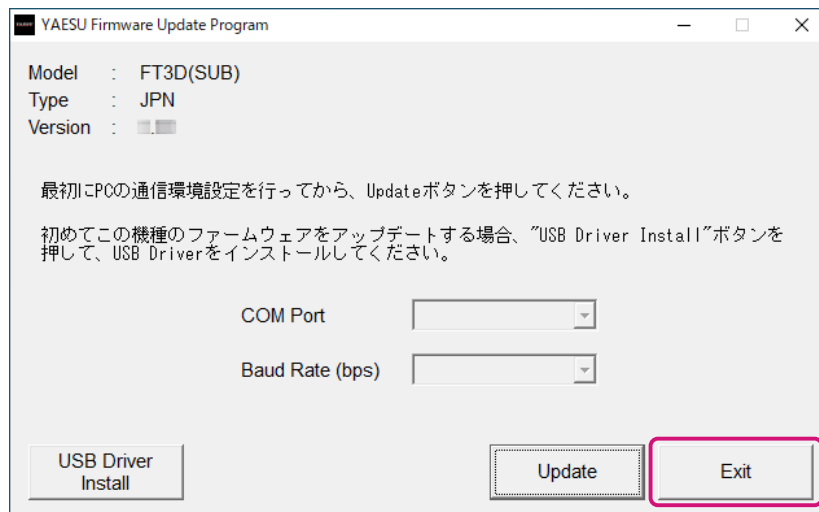 YAESU Firmware Update Program
Model : FT3D(SUB)
Type : JPN
Version :
最初にPCの通信環境設定を行ってから、Updateボタンを押してください。
初めてこの機種のファームウェアをアップデートする場合、"USB Driver Install"ボタンを
押して、USB Driverをインストールしてください。
COM Port
Baud Rate (bps)
USB Driver
Install
Update
Exit